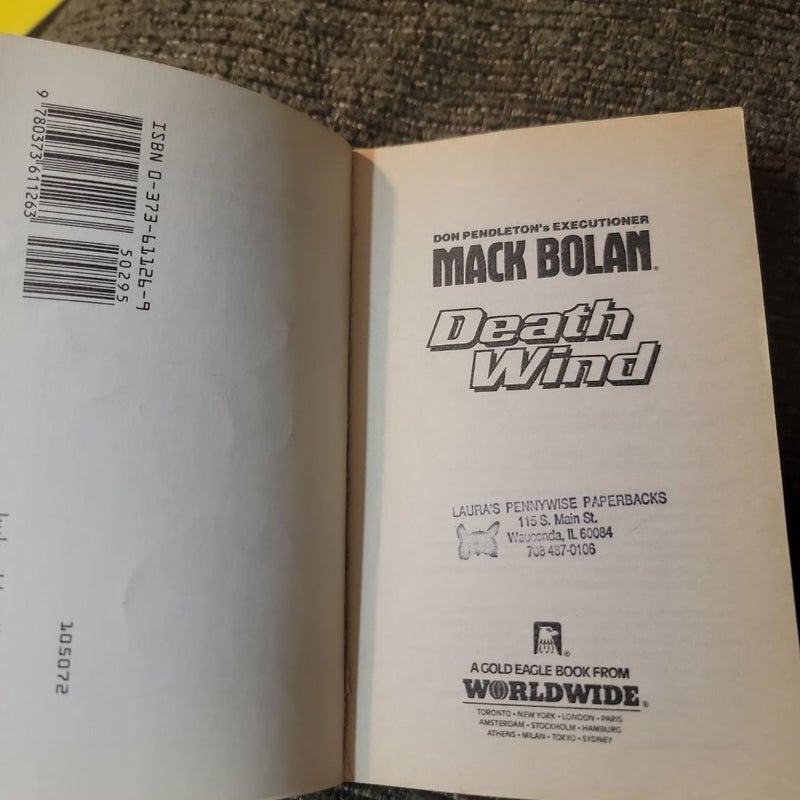 ISBN 0-373-61126-9
9 780373 611263
50295
105072
DON PENDLETON's EXECUTIONER
MACK BOLAN®
Death
Wind
LAURA'S PENNYWISE PAPERBACKS
115 S. Main St.
Wauconda, IL 60084
708 487-0106
®
A GOLD EAGLE BOOK FROM
WORLDWIDE®
TORONTO • NEW YORK • LONDON • PARIS
AMSTERDAM • STOCKHOLM • HAMBURG
ATHENS • MILAN • TOKYO • SYDNEY